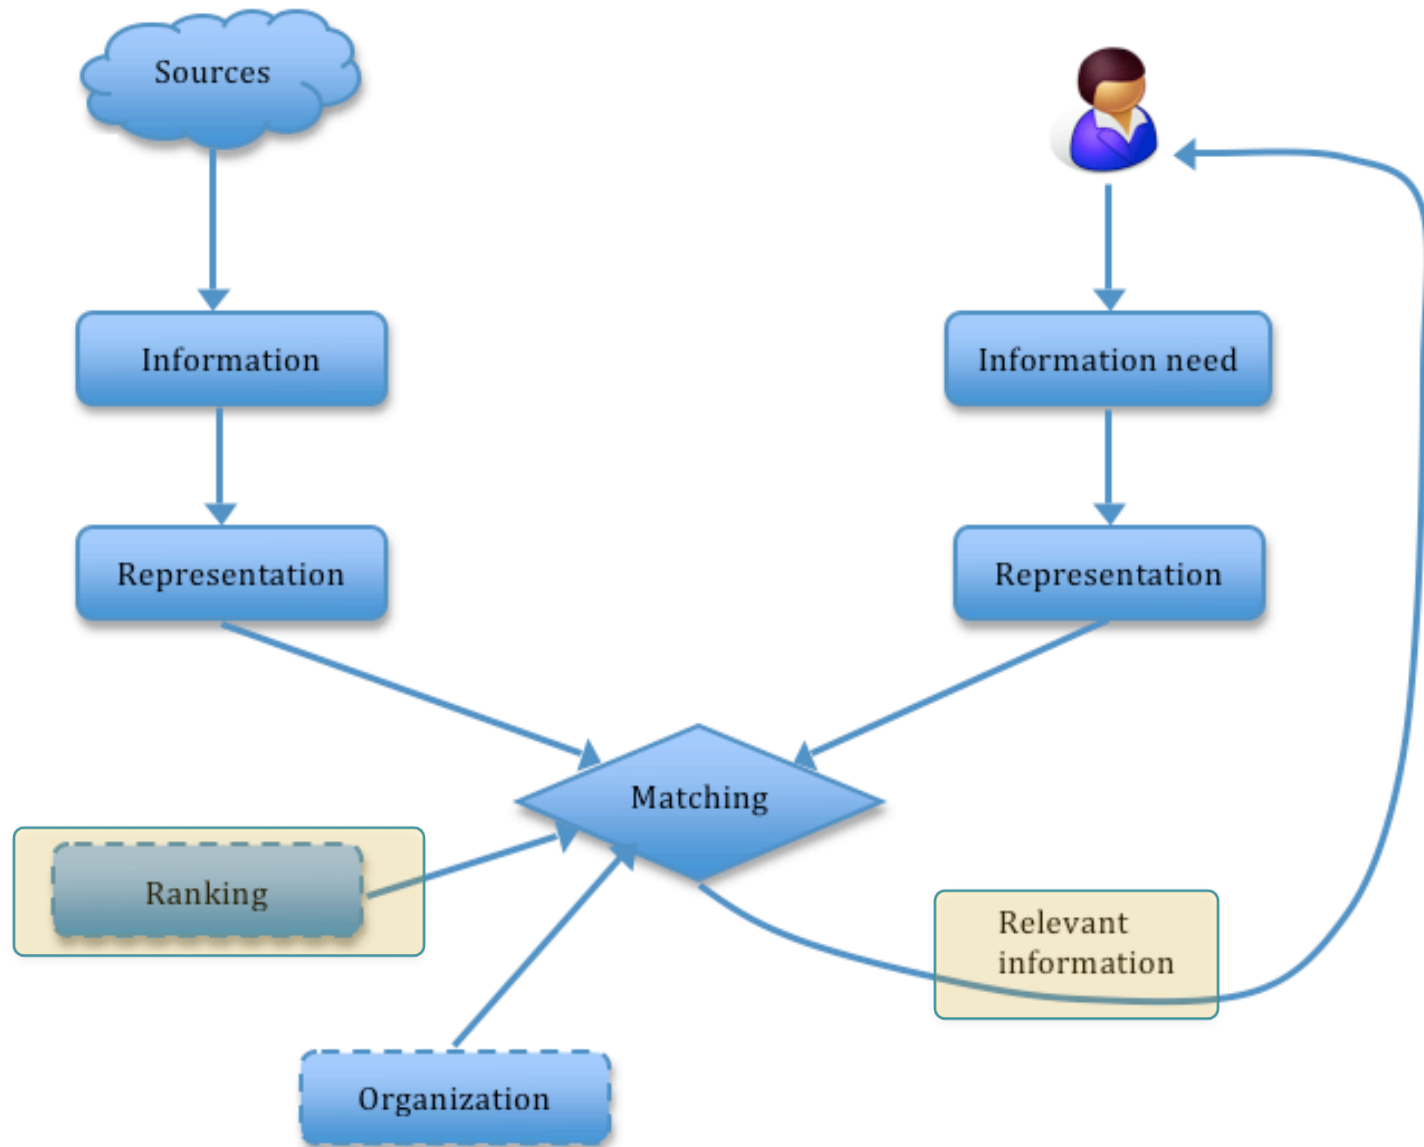 Sources
Information
Information need
Representation
Representation
Matching
Ranking
Relevant
information
Organization